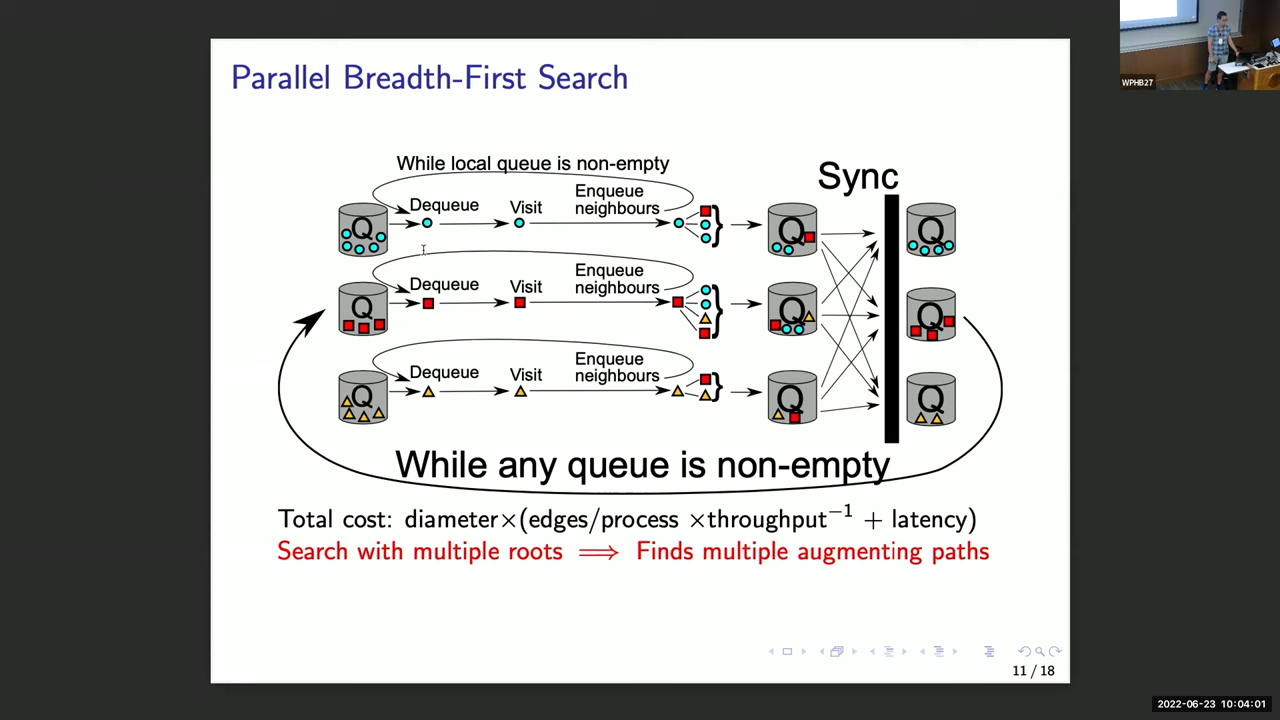 Parallel Breadth-First Search
While local queue is non-empty
Sync
Q
Dequeue
Visit
Enqueue
neighbours
Q
Q
Q
Dequeue
Visit
Enqueue
neighbours
Q
Q
Q
Dequeue
Visit
Enqueue
neighbours
Q
Q
While any queue is non-empty
Total cost: diameter×(edges/process ×throughput⁻¹ + latency)
Search with multiple roots ⟹ Finds multiple augmenting paths
11 / 18
WPHB27
2022-06-23 10:04:01